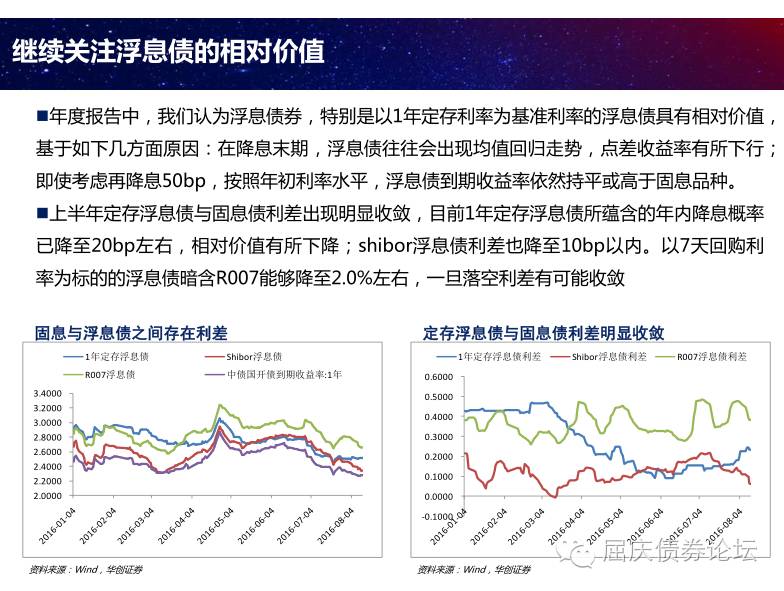 继续关注浮息债的相对价值
■年度报告中，我们认为浮息债券，特别是以1年定存利率为基准利率的浮息债具有相对价值，
基于如下几方面原因：在降息末期，浮息债往往会出现均值回归走势，点差收益率有所下行；
即使考虑再降息50bp，按照年初利率水平，浮息债到期收益率依然持平或高于固息品种。
■上半年定存浮息债与固息债利差出现明显收敛，目前1年定存浮息债所蕴含的年内降息概率
已降至20bp左右，相对价值有所下降；shibor浮息债利差也降至10bp以内。以7天回购利
率为标的的浮息债暗含R007能够降至2.0%左右，一旦落空利差有可能收敛
固息与浮息债之间存在利差
1年定存浮息债
Shibor浮息债
R007浮息债
中债国开债到期收益率:1年
3.4000
3.2000
3.0000
2.8000
2.6000
2.4000
2.2000
2.0000
2016-01-04
2016-02-04
2016-03-04
2016-04-04
2016-05-04
2016-06-04
2016-07-04
2016-08-04
资料来源：Wind，华创证券
定存浮息债与固息债利差明显收敛
1年定存浮息债利差
Shibor浮息债利差
R007浮息债利差
0.6000
0.5000
0.4000
0.3000
0.2000
0.1000
0.0000
-0.1000
2016-01-04
2016-02-04
2016-03-04
2016-04-04
2016-05-04
2016-06-04
2016-07-04
2016-08-04
资料来源：Wind，华创证券
屈庆债券论坛